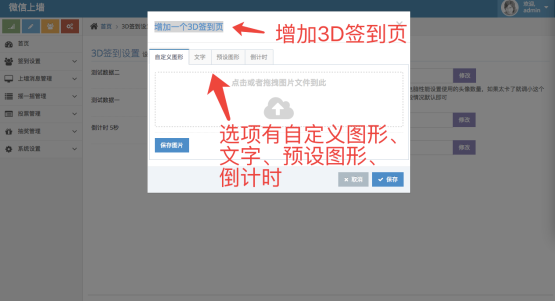 微信上墙
欢迎,
admin
首页
签到设置
上墙消息管理
摇一摇管理
投票管理
抽奖管理
系统设置
首页 › 3D签到设
3D签到设置
测试数据二
测试数据一
倒计时 5秒
修改
修改
修改
增加一个3D签到页
自定义图形
文字
预设图形
倒计时
点击或者拖拽图片文件到此
保存图片
取消
保存
增加3D签到页
选项有自定义图形、
文字、预设图形、
倒计时